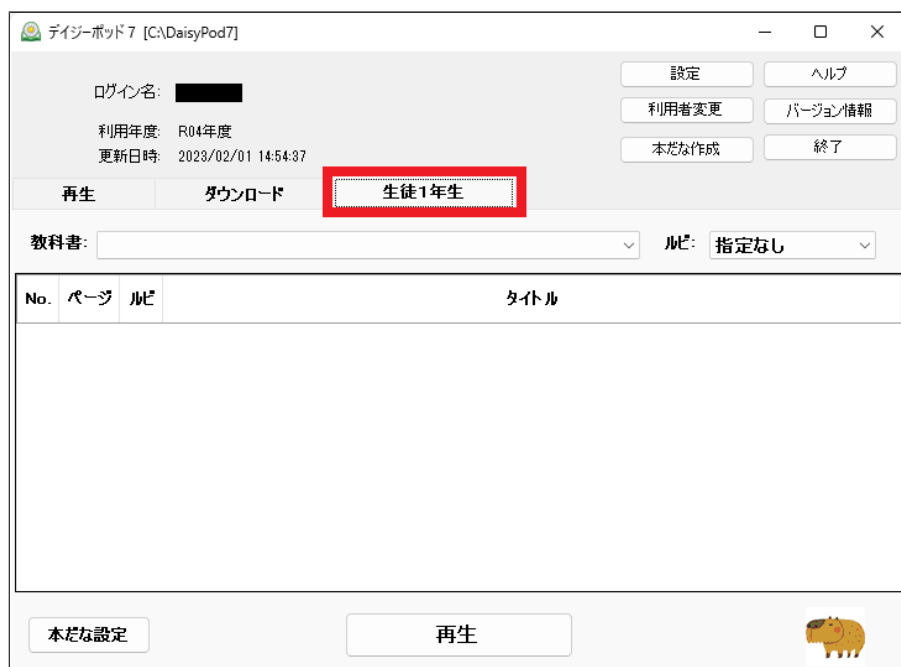 デイジーポッド 7 [C:\DaisyPod7]
設定
ヘルプ
ログイン名:
利用者変更
バージョン情報
利用年度: R04年度
更新日時: 2023/02/01 14:54:37
本だな作成
終了
再生
ダウンロード
生徒1年生
教科書:
ルビ: 指定なし
No. ページ ルビ タイトル
本だな設定
再生